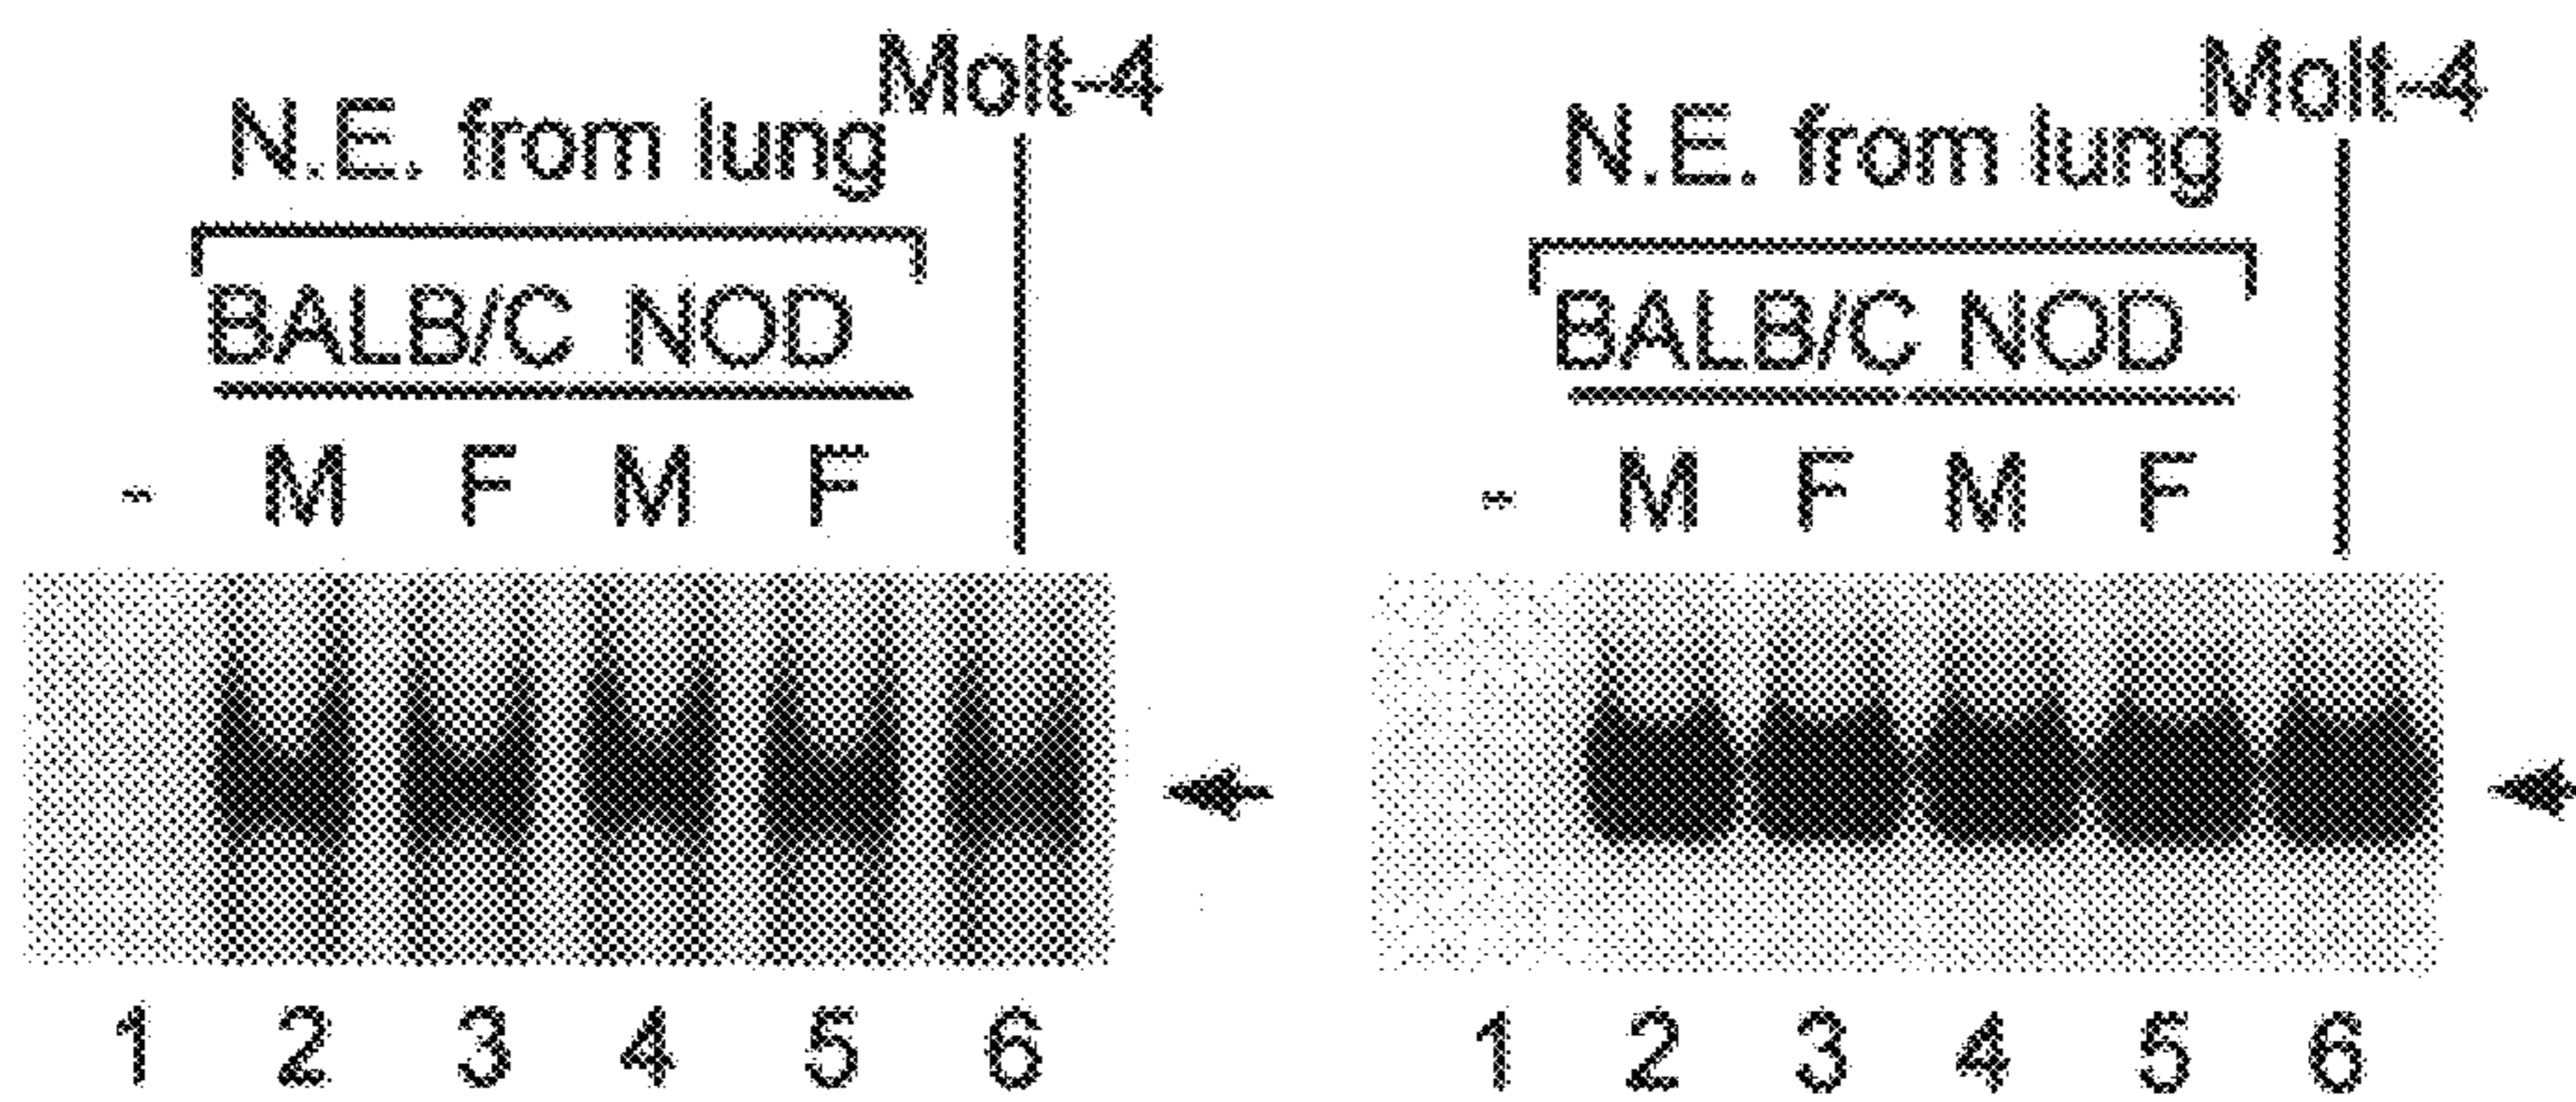 Molt-4
N.E. from lung
BALB/C NOD
- M F M F
1 2 3 4 5 6
Molt-4
N.E. from lung
BALB/C NOD
- M F M F
1 2 3 4 5 6